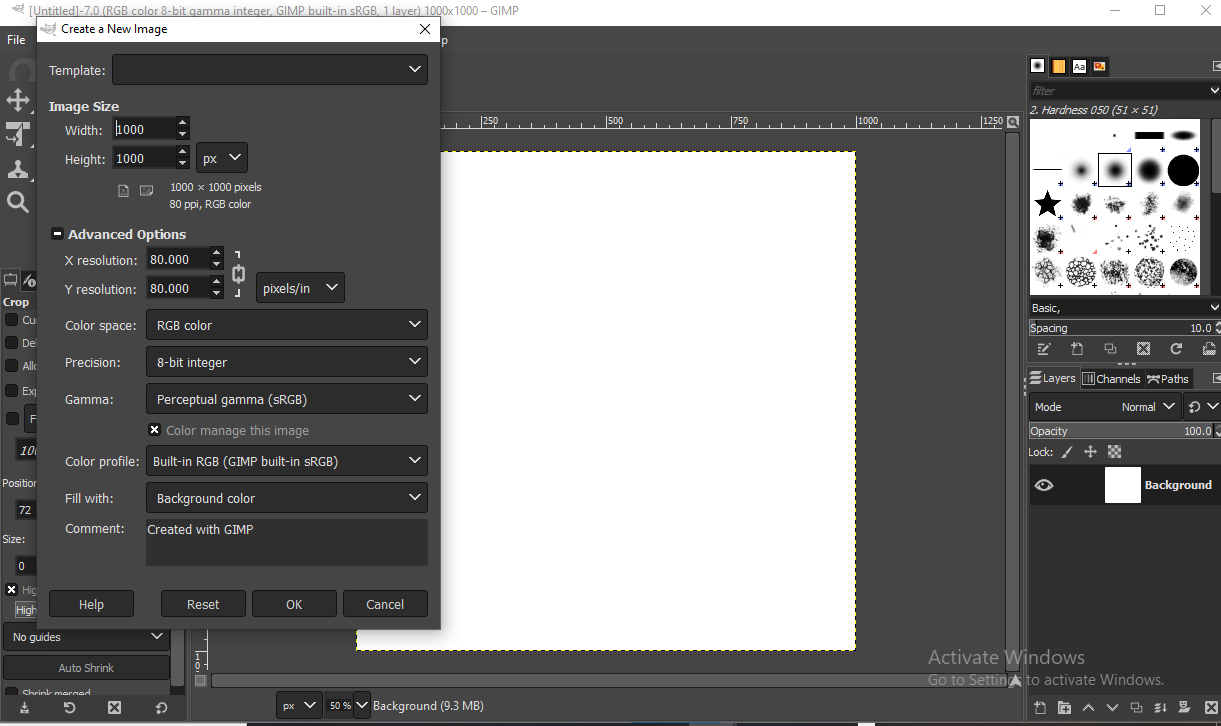 [Untitled]-7.0 (RGB color 8-bit gamma integer, GIMP built-in sRGB, 1 layer) 1000x1000 – GIMP
File
Create a New Image
Template:
Image Size
Width: 1000
Height: 1000 px
1000 × 1000 pixels
80 ppi, RGB color
Advanced Options
X resolution: 80.000
Y resolution: 80.000 pixels/in
Color space: RGB color
Precision: 8-bit integer
Gamma: Perceptual gamma (sRGB)
Color manage this image
Color profile: Built-in RGB (GIMP built-in sRGB)
Fill with: Background color
Comment: Created with GIMP
Help Reset OK Cancel
Crop
Position
72
Size:
0
High
No guides
Auto Shrink
Shrink merged
250 500 750 1000 1250
px 50 % Background (9.3 MB)
Aa
filter
2. Hardness 050 (51 × 51)
Basic,
Spacing 10.0
Layers Channels Paths
Mode Normal
Opacity 100.0
Lock:
Background
Activate Windows
Go to Settings to activate Windows.